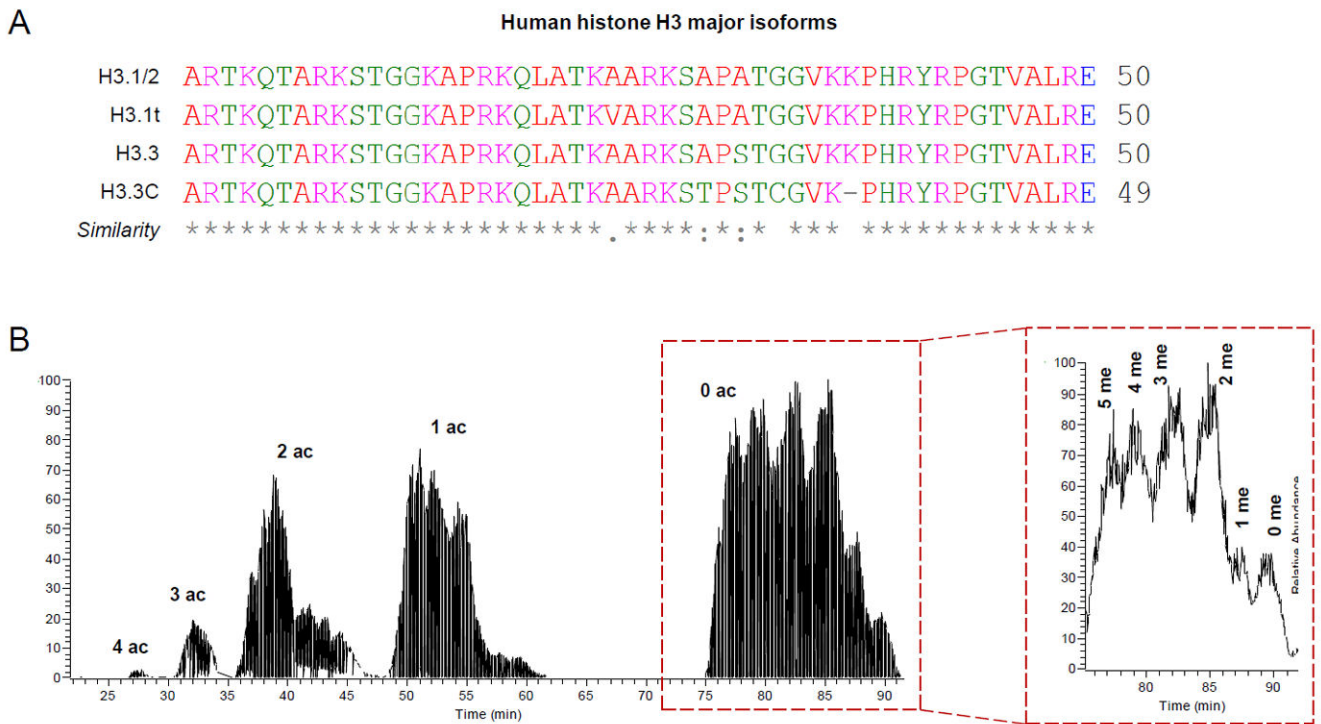 A
Human histone H3 major isoforms
H3.1/2 ARTKQTARKSTGGKAPRKQLATKAARKSAPATGGVKKPHRYRPGTVALRE 50
H3.1t ARTKQTARKSTGGKAPRKQLATKVARKSAPATGGVKKPHRYRPGTVALRE 50
H3.3 ARTKQTARKSTGGKAPRKQLATKAARKSAPSTGGVKKPHRYRPGTVALRE 50
H3.3C ARTKQTARKSTGGKAPRKQLATKAARKSTPSTCGVK-PHRYRPGTVALRE 49
Similarity ***********************.****:*:* *** *************
B
100
90
80
70
60
50
40
30
20
10
0
4 ac
3 ac
2 ac
1 ac
0 ac
25 30 35 40 45 50 55 60 65 70 75 80 85 90
Time (min)
100
90
80
70
60
50
40
30
20
10
0
5 me
4 me
3 me
2 me
1 me
0 me
Relative Abundance
80 85 90
Time (min)